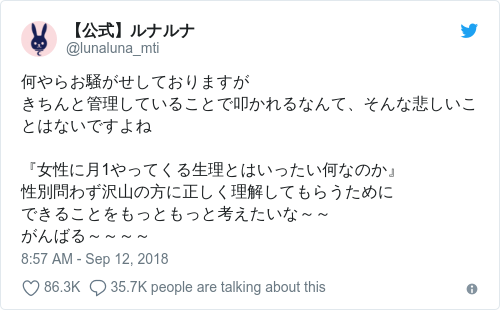 【公式】ルナルナ
@lunaluna_mti
何やらお騒がせしておりますが
きちんと管理していることで叩かれるなんて、そんな悲しいこ
とはないですよね
『女性に月1やってくる生理とはいったい何なのか』
性別問わず沢山の方に正しく理解してもらうために
できることをもっともっと考えたいな～～
がんばる～～～～
8:57 AM - Sep 12, 2018
86.3K 35.7K people are talking about this